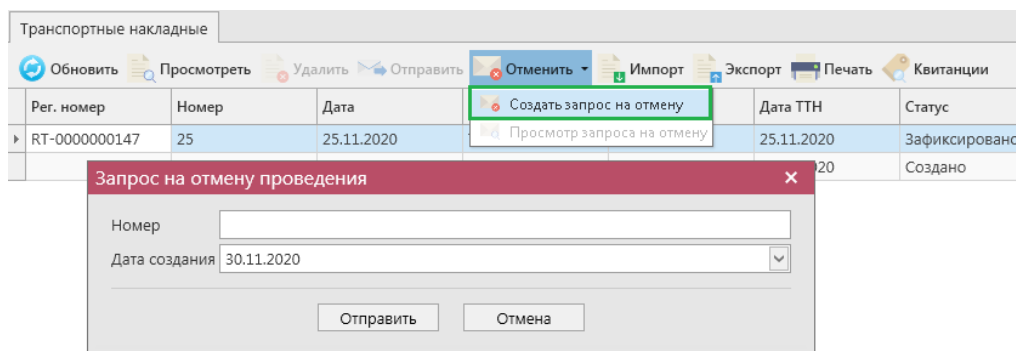 Транспортные накладные
Обновить Просмотреть Удалить Отправить Отменить Импорт Экспорт Печать Квитанции
Рег. номер Номер Дата Создать запрос на отмену Дата ТТН Статус
Просмотр запроса на отмену
RT-0000000147 25 25.11.2020 25.11.2020 Зафиксировано
20 Создано
Запрос на отмену проведения
Номер
Дата создания 30.11.2020
Отправить Отмена